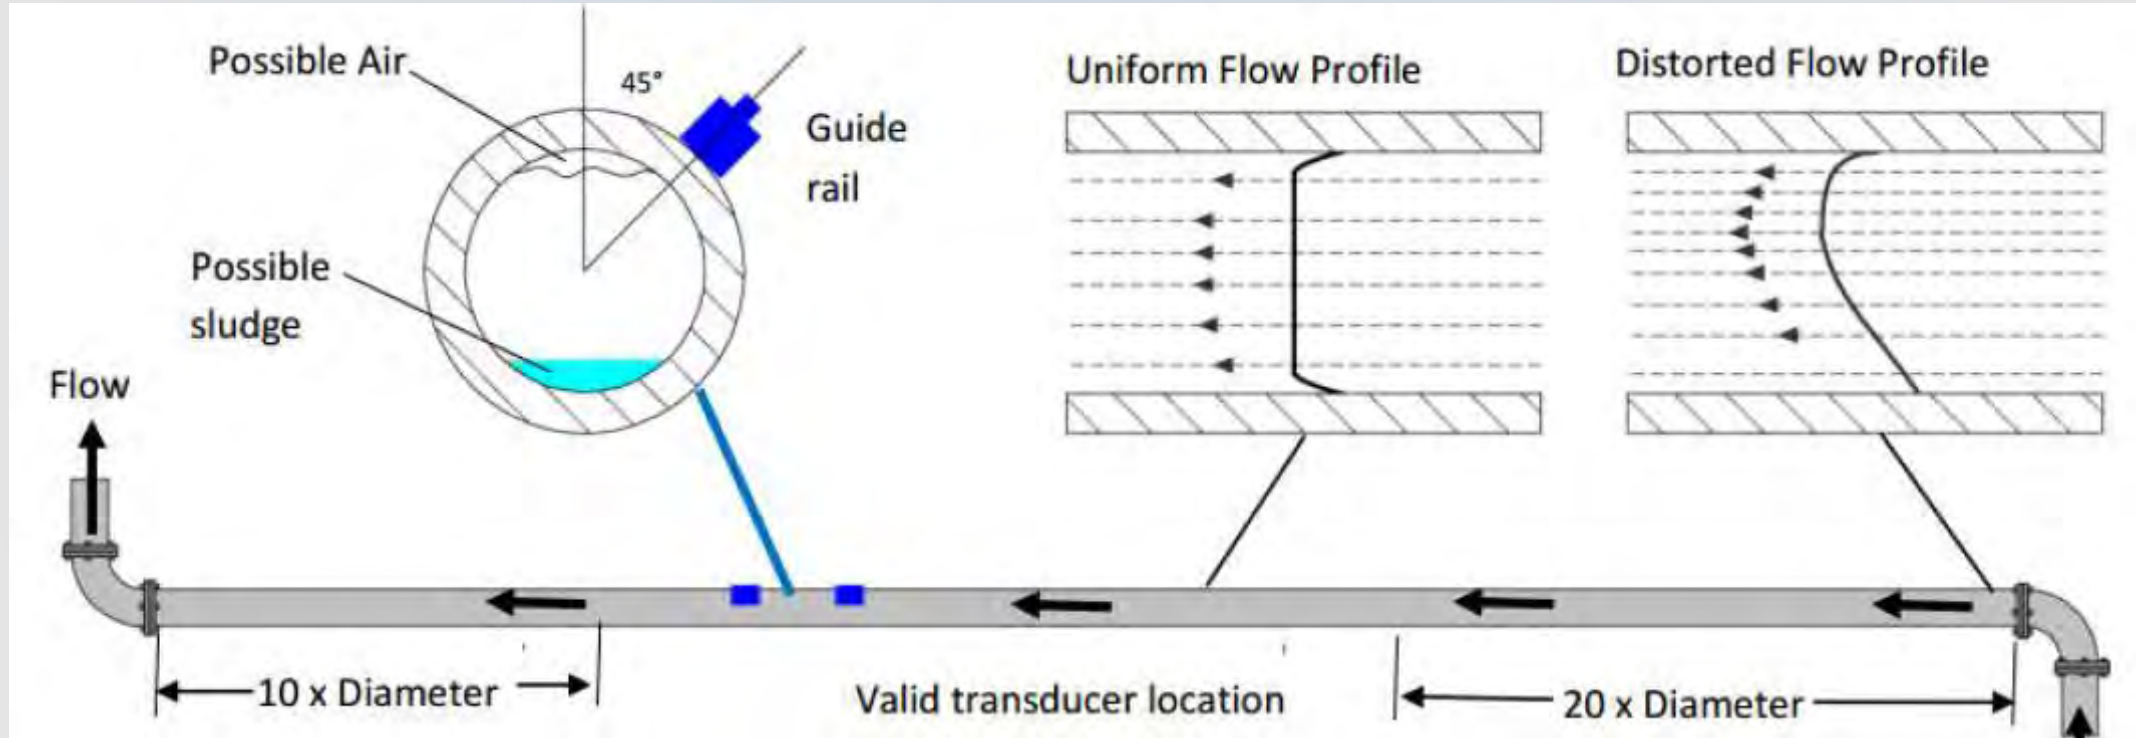 Possible Air
45°
Guide
rail
Uniform Flow Profile
Distorted Flow Profile
Possible
sludge
Flow
10 x Diameter
Valid transducer location
20 x Diameter